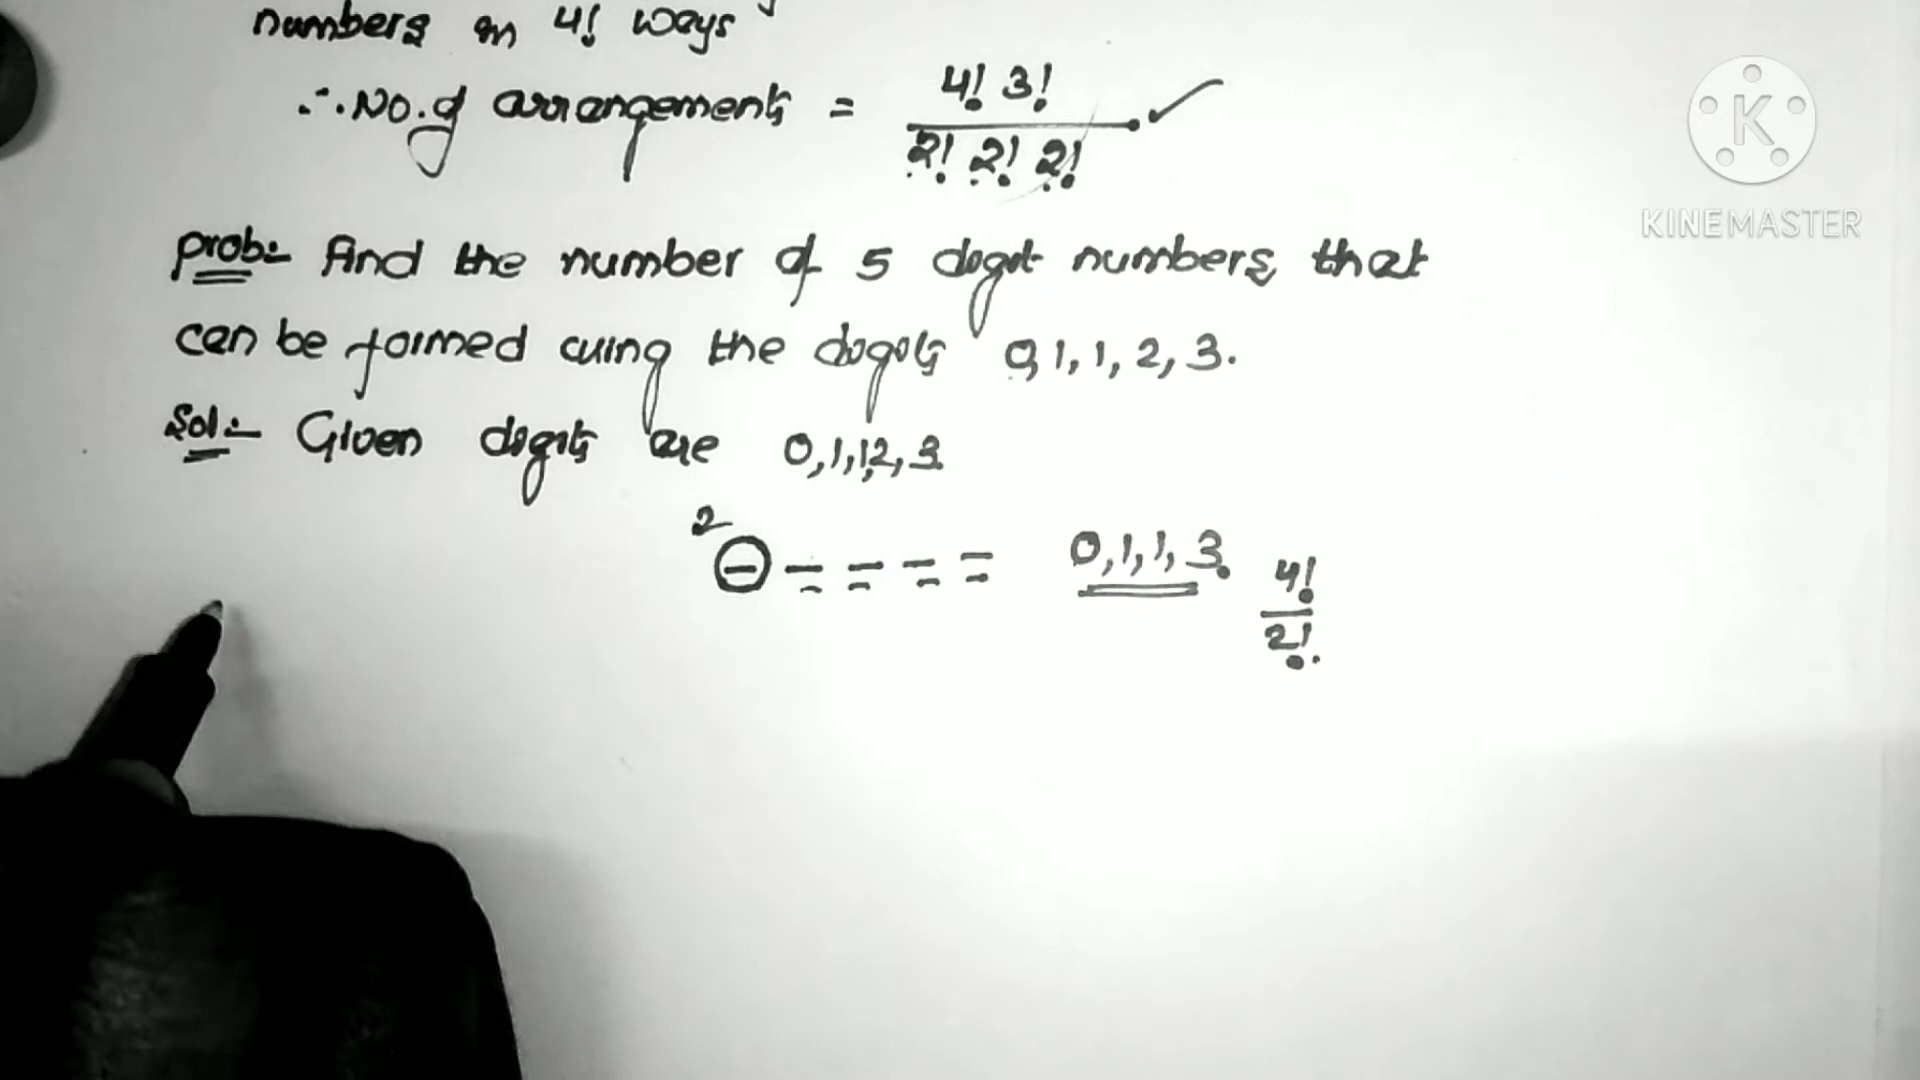 numbers in 4! ways
∴ No. of arrangements = 4! 3! / 2! 2! 2!
K
KINEMASTER
prob:- Find the number of 5 digit numbers that
can be formed using the digits 0, 1, 1, 2, 3.
Sol:- Given digits are 0, 1, 1, 2, 3
2 – – – – – 0, 1, 1, 3. 4! / 2!